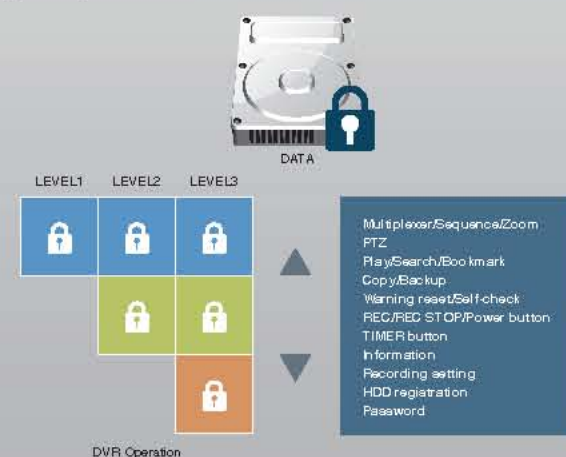 DATA
LEVEL1 LEVEL2 LEVEL3
Multiplexer/Sequence/Zoom
PTZ
Play/Search/Bookmark
Copy/Backup
Warning reset/Self-check
REC/REC STOP/Power button
TIMER button
Information
Recording setting
HDD registration
Password
DVR Operation